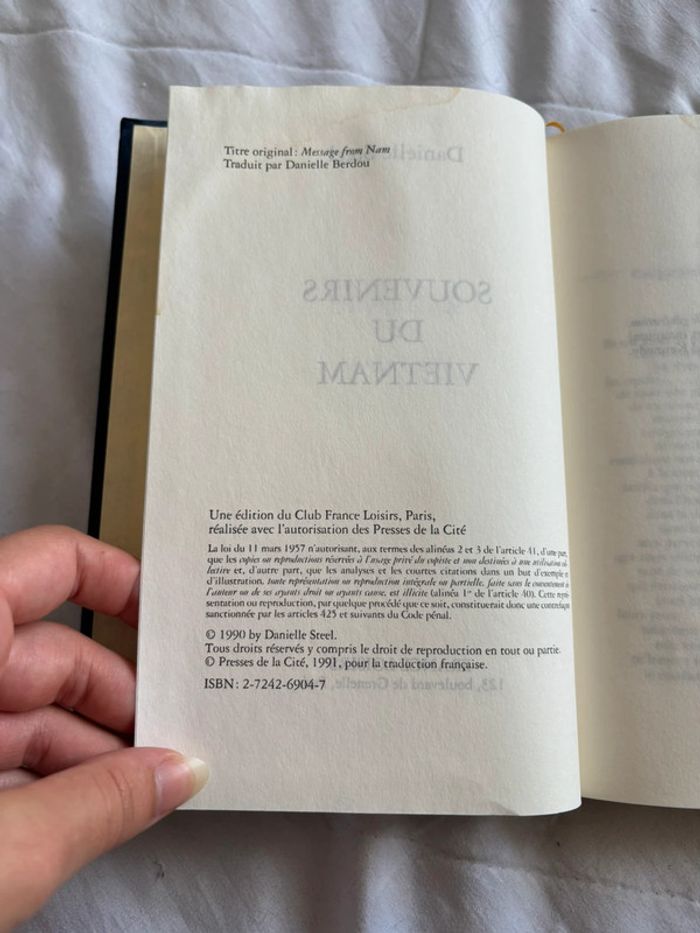 Titre original : Message from Nam
Traduit par Danielle Berdou
SOUVENIRS
DU
VIETNAM
Une édition du Club France Loisirs, Paris,
réalisée avec l'autorisation des Presses de la Cité
La loi du 11 mars 1957 n'autorisant, aux termes des alinéas 2 et 3 de l'article 41, d'une part,
que les copies ou reproductions réservées à l'usage privé du copiste et non destinées à une utilisation
et, d'autre part, que les analyses et les courtes citations dans un but d'exemple et
d'illustration, toute représentation ou reproduction intégrale ou partielle, faite sans le consentement de
l'auteur ou de ses ayants droit ou ayants cause, est illicite (alinéa 1er de l'article 40). Cette repré-
sentation ou reproduction, par quelque procédé que ce soit, constituerait donc une contrefaçon
sanctionnée par les articles 425 et suivants du Code pénal.
© 1990 by Danielle Steel.
Tous droits réservés y compris le droit de reproduction en tout ou partie.
© Presses de la Cité, 1991, pour la traduction française.
ISBN : 2-7242-6904-7
123, boulevard de Grenelle,